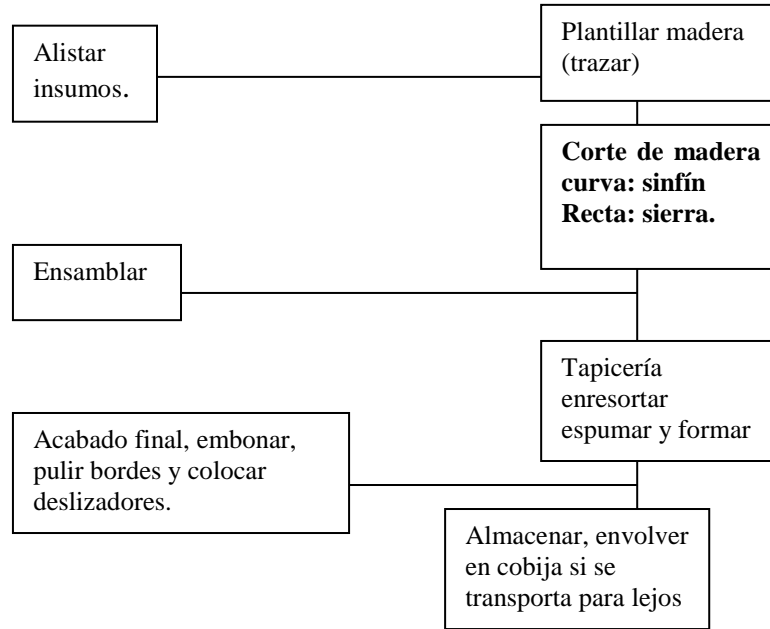 Alistar
insumos.
Plantillar madera
(trazar)
Corte de madera
curva: sinfín
Recta: sierra.
Ensamblar
Tapicería
enresortar
espumar y formar
Acabado final, embonar,
pulir bordes y colocar
deslizadores.
Almacenar, envolver
en cobija si se
transporta para lejos